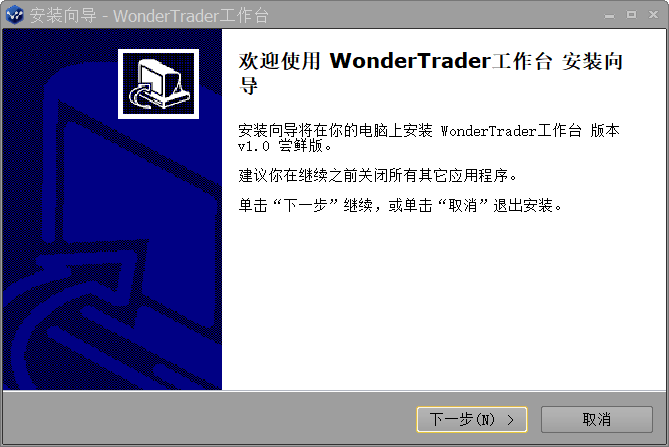 安装向导 - WonderTrader工作台
欢迎使用 WonderTrader工作台 安装向
导
安装向导将在你的电脑上安装 WonderTrader工作台 版本
v1.0 尝鲜版。
建议你在继续之前关闭所有其它应用程序。
单击“下一步”继续，或单击“取消”退出安装。
下一步(N) >
取消